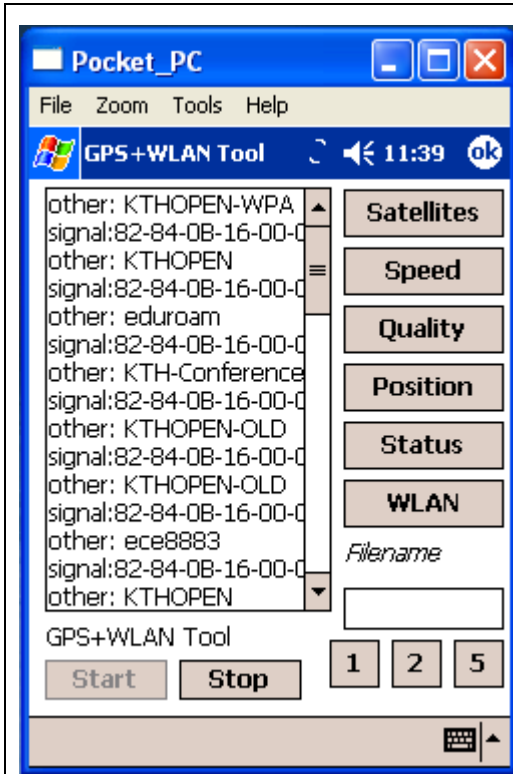 Pocket_PC
File Zoom Tools Help
GPS+WLAN Tool 11:39 ok
other: KTHOPEN-WPA
signal:82-84-0B-16-00-0
other: KTHOPEN
signal:82-84-0B-16-00-0
other: eduroam
signal:82-84-0B-16-00-0
other: KTH-Conference
signal:82-84-0B-16-00-0
other: KTHOPEN-OLD
signal:82-84-0B-16-00-0
other: KTHOPEN-OLD
signal:82-84-0B-16-00-0
other: ece8883
signal:82-84-0B-16-00-0
other: KTHOPEN
Satellites
Speed
Quality
Position
Status
WLAN
Filename
GPS+WLAN Tool
Start Stop
1 2 5